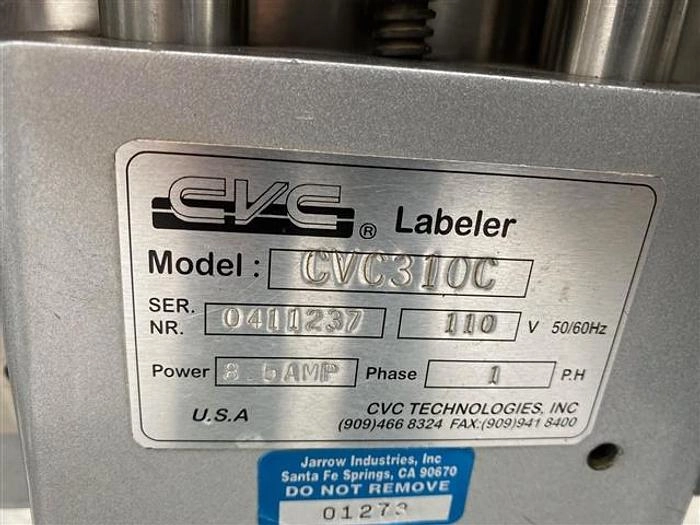 CVC ® Labeler
Model : CVC310C
SER. NR. 0411237 110 V 50/60Hz
Power 8.5AMP Phase 1 P.H
U.S.A CVC TECHNOLOGIES, INC
(909)466 8324 FAX:(909)941 8400
Jarrow Industries, Inc
Santa Fe Springs, CA 90670
DO NOT REMOVE
01273